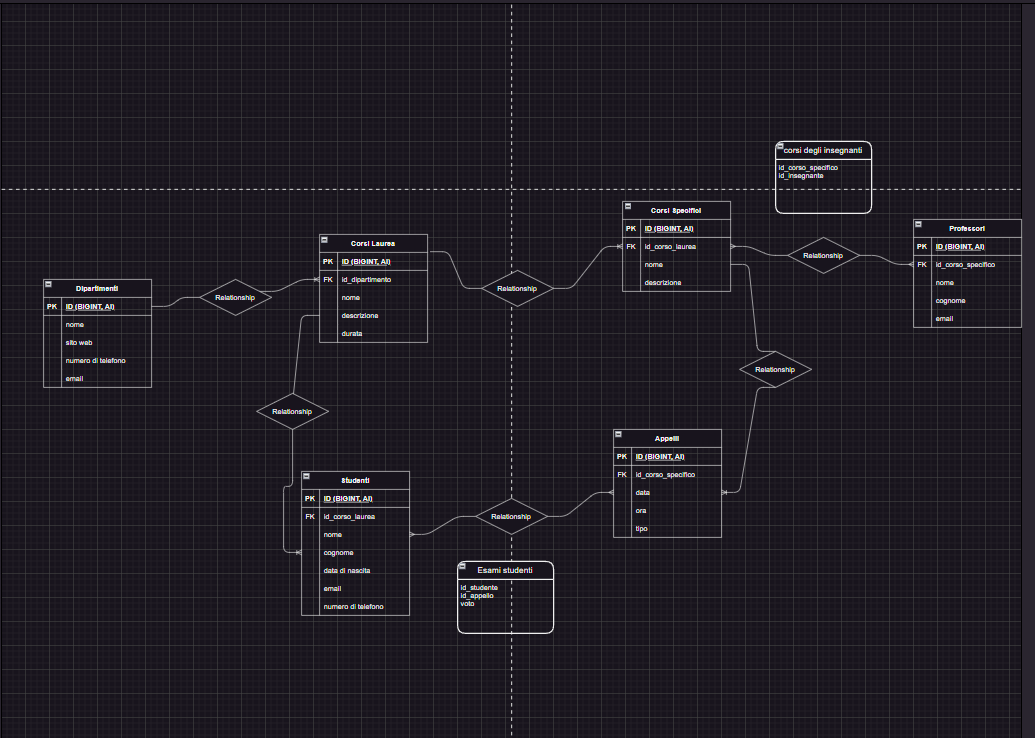 corsi degli insegnanti
id_corso_specifico
id_insegnante
Corsi Specifici
PK ID (BIGINT, AI)
FK id_corso_laurea
nome
descrizione
Professori
PK ID (BIGINT, AI)
FK id_corso_specifico
nome
cognome
email
Relationship
Corsi Laurea
PK ID (BIGINT, AI)
FK id_dipartimento
nome
descrizione
durata
Relationship
Dipartimenti
PK ID (BIGINT, AI)
nome
sito web
numero di telefono
email
Relationship
Relationship
Relationship
Appelli
PK ID (BIGINT, AI)
FK id_corso_specifico
data
ora
tipo
Studenti
PK ID (BIGINT, AI)
FK id_corso_laurea
nome
cognome
data di nascita
email
numero di telefono
Relationship
Esami studenti
id_studente
id_appello
voto